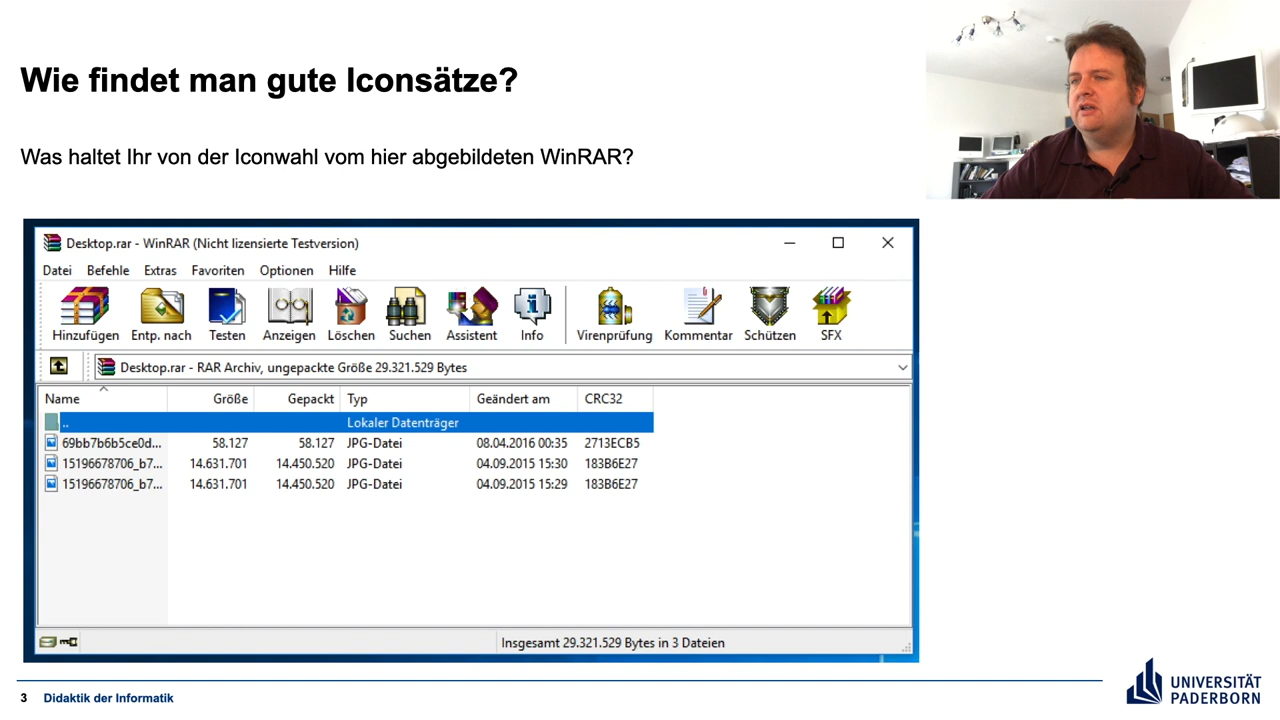 Wie findet man gute Iconsätze?
Was haltet Ihr von der Iconwahl vom hier abgebildeten WinRAR?
Desktop.rar - WinRAR (Nicht lizensierte Testversion)
Datei Befehle Extras Favoriten Optionen Hilfe
Hinzufügen Entp. nach Testen Anzeigen Löschen Suchen Assistent Info Virenprüfung Kommentar Schützen SFX
Desktop.rar - RAR Archiv, ungepackte Größe 29.321.529 Bytes
Name Größe Gepackt Typ Geändert am CRC32
.. Lokaler Datenträger
69bb7b6b5ce0d... 58.127 58.127 JPG-Datei 08.04.2016 00:35 2713ECB5
15196678706_b7... 14.631.701 14.450.520 JPG-Datei 04.09.2015 15:30 183B6E27
15196678706_b7... 14.631.701 14.450.520 JPG-Datei 04.09.2015 15:29 183B6E27
Insgesamt 29.321.529 Bytes in 3 Dateien
3 Didaktik der Informatik
UNIVERSITÄT
PADERBORN